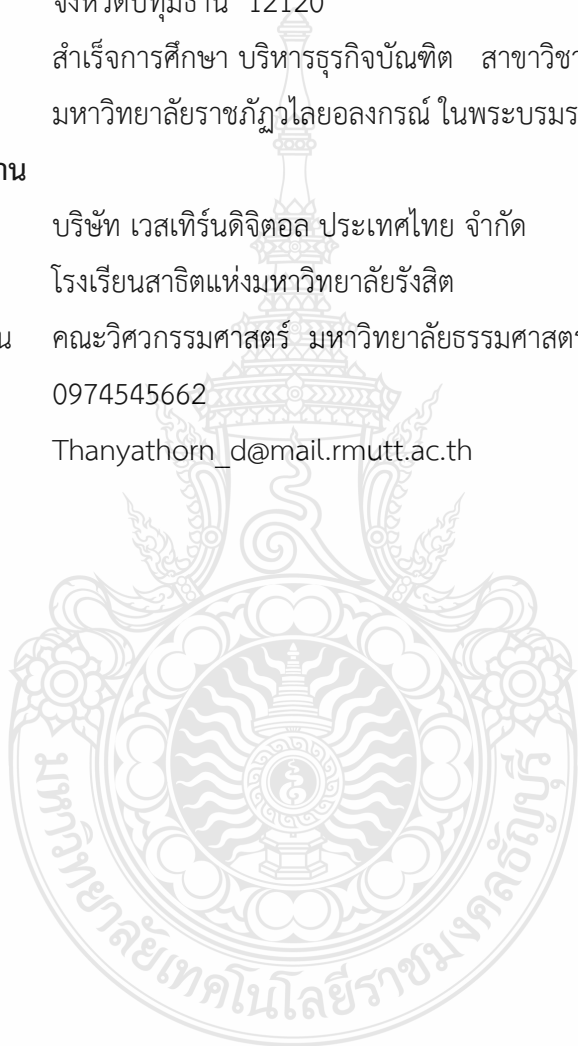 จังหวัดปทุมธานี 12120
สำเร็จการศึกษา บริหารธุรกิจบัณฑิต สาขาวิชา
มหาวิทยาลัยราชภัฏวไลยอลงกรณ์ ในพระบรมร
าน
บริษัท เวสเทิร์นดิจิตอล ประเทศไทย จำกัด
โรงเรียนสาธิตแห่งมหาวิทยาลัยรังสิต
น คณะวิศวกรรมศาสตร์ มหาวิทยาลัยธรรมศาสตร
0974545662
Thanyathorn_d@mail.rmutt.ac.th
มหาวิทยาลัยเทคโนโลยีราชมงคลธัญบุรี